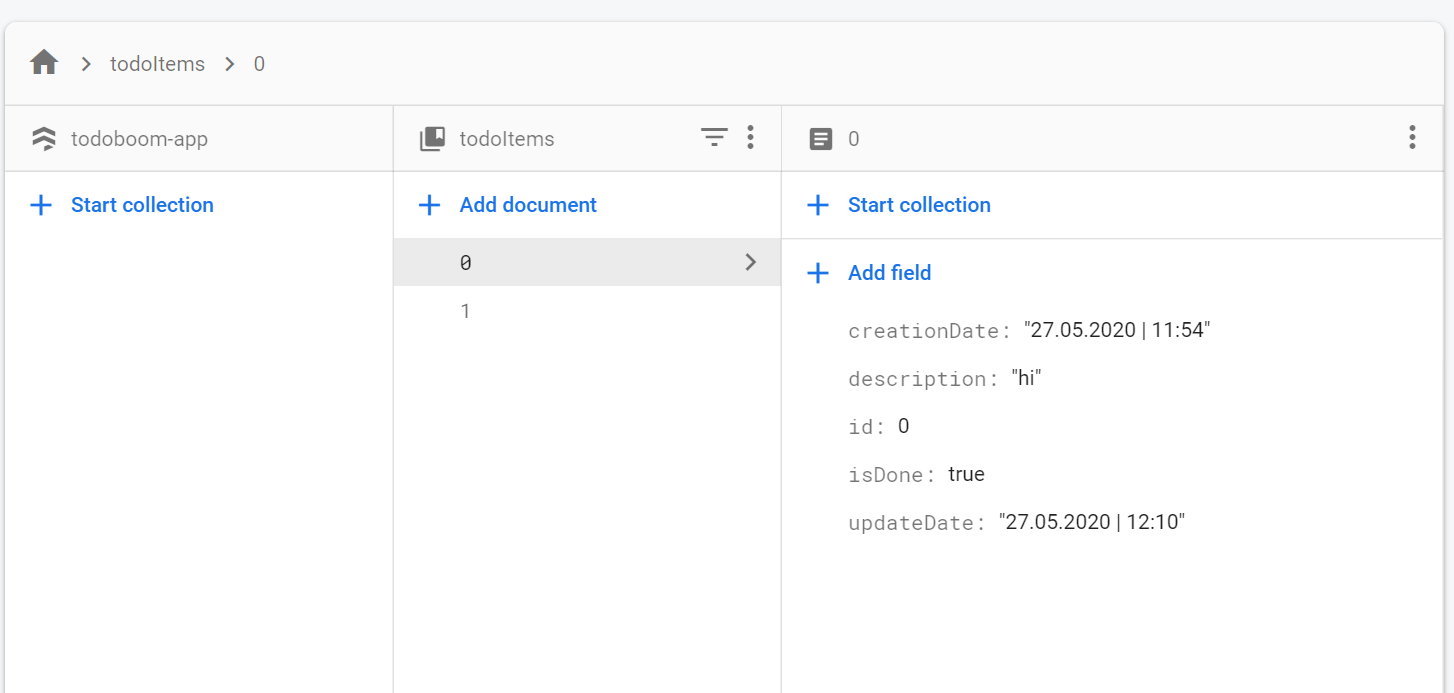 todoItems 0
todoboom-app todoItems 0
Start collection Add document Start collection
0
Add field
1
creationDate: "27.05.2020 | 11:54"
description: "hi"
id: 0
isDone: true
updateDate: "27.05.2020 | 12:10"